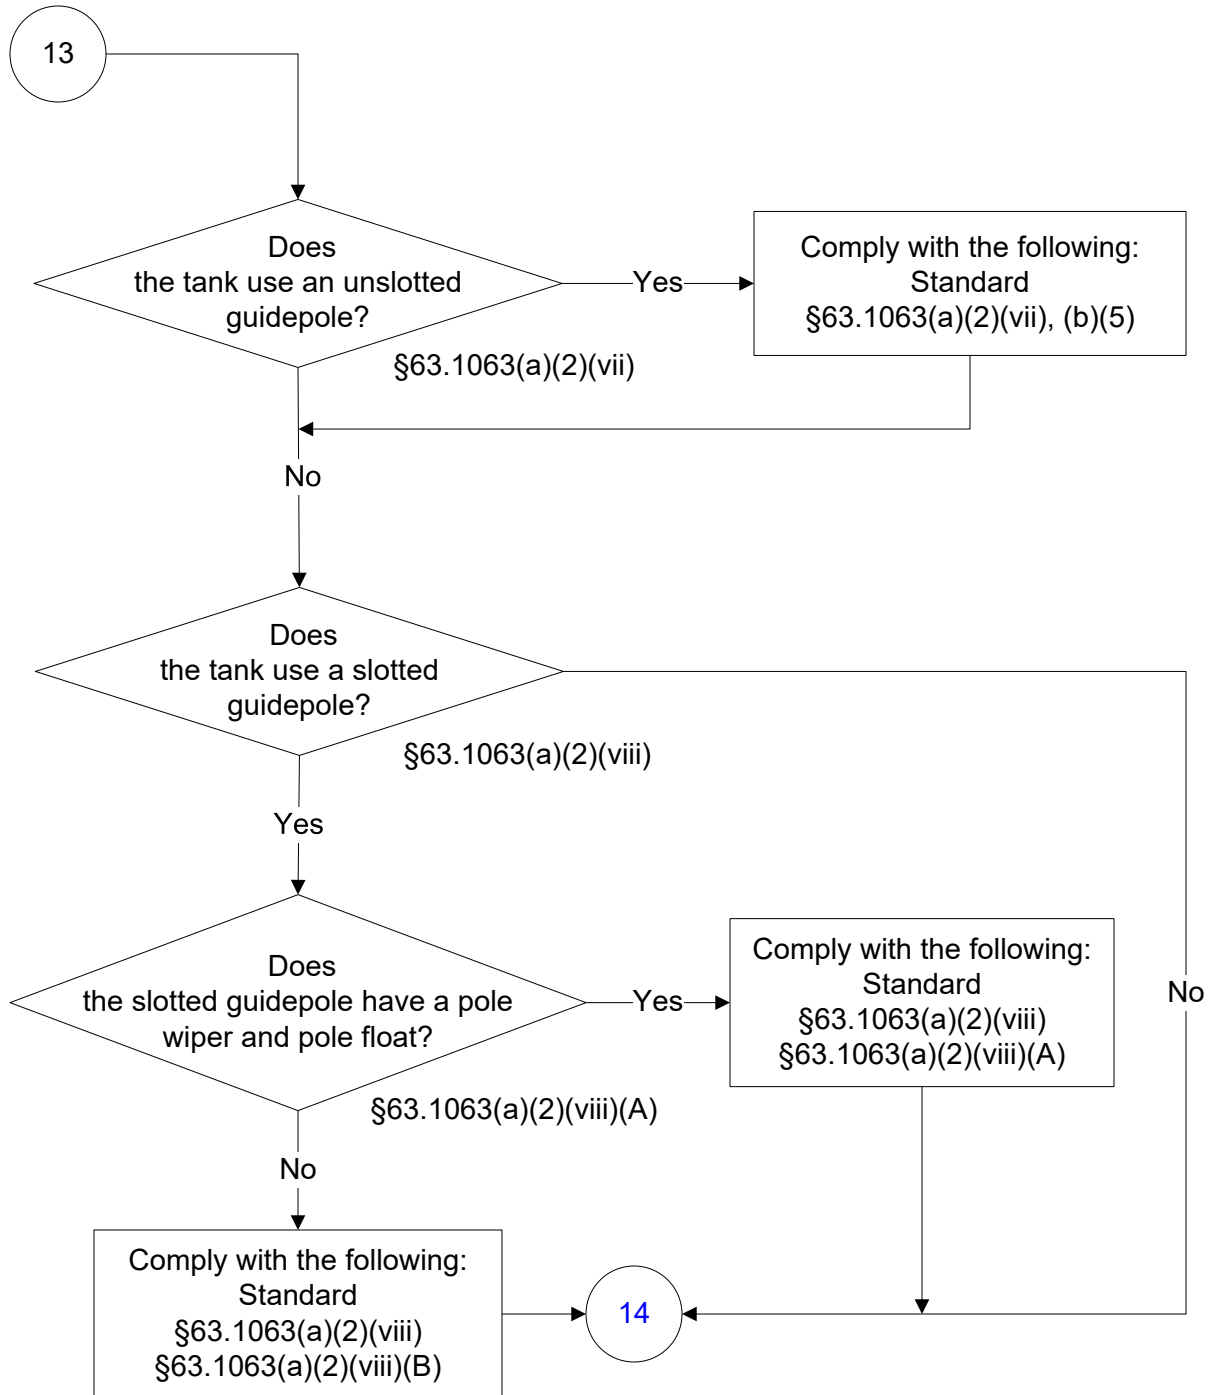 13
Does
the tank use an unslotted
guidepole?
Yes
Comply with the following:
Standard
§63.1063(a)(2)(vii), (b)(5)
§63.1063(a)(2)(vii)
No
Does
the tank use a slotted
guidepole?
§63.1063(a)(2)(viii)
Yes
Does
the slotted guidepole have a pole
wiper and pole float?
Yes
Comply with the following:
Standard
§63.1063(a)(2)(viii)
§63.1063(a)(2)(viii)(A)
No
§63.1063(a)(2)(viii)(A)
No
Comply with the following:
Standard
§63.1063(a)(2)(viii)
§63.1063(a)(2)(viii)(B)
14